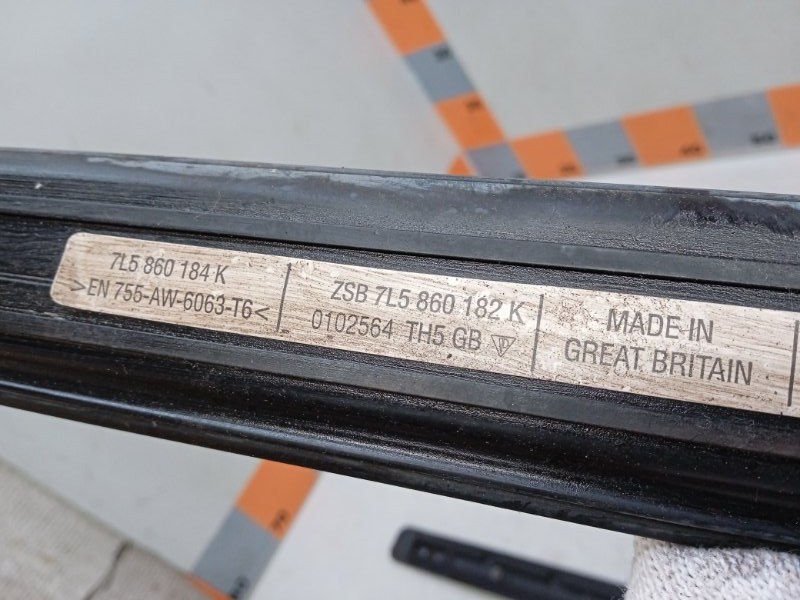 7L5 860 184 K
>EN 755-AW-6063-T6<
ZSB 7L5 860 182 K
0102564 TH5 GB
MADE IN
GREAT BRITAIN